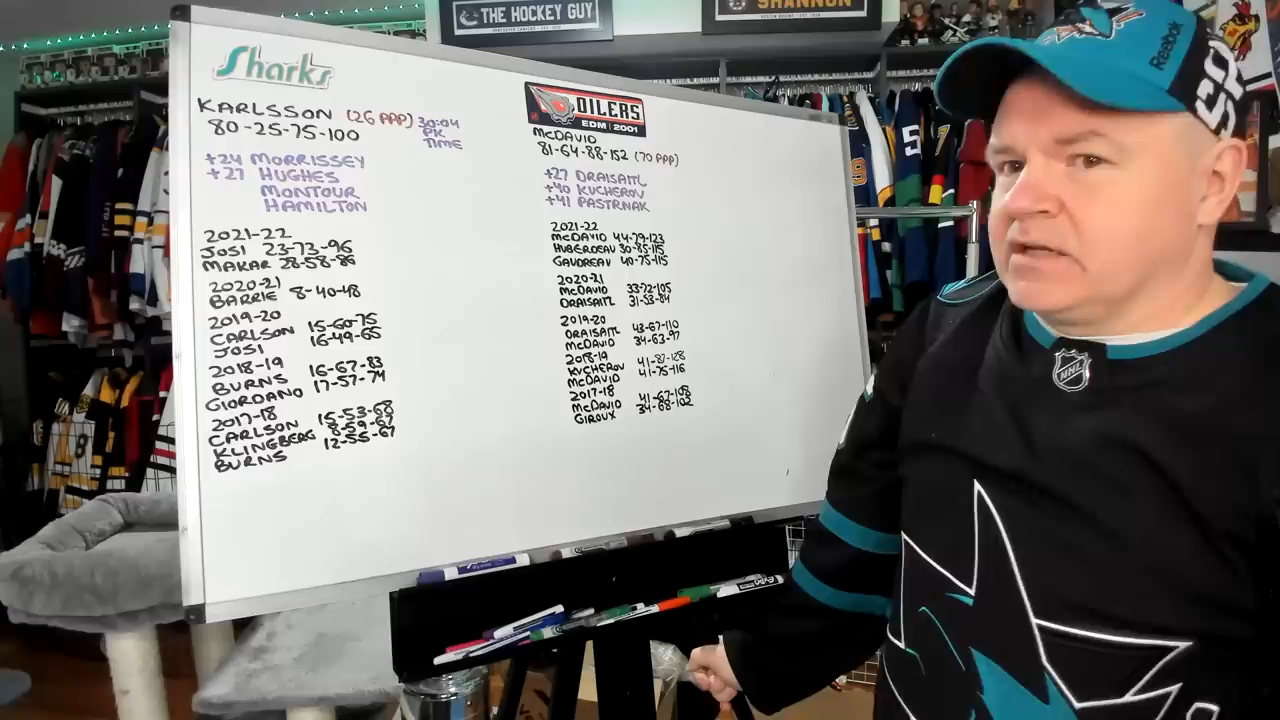 THE HOCKEY GUY
VANCOUVER CANUCKS - EST. 1970
SHANNON
Sharks
KARLSSON (26 PPP) 30:04
80-25-75-100 PK
TIME
+24 MORRISSEY
+27 HUGHES
MONTOUR
HAMILTON
2021-22
JOSI 23-73-96
MAKAR 28-58-86
2020-21
BARRIE 8-40-48
2019-20
CARLSON 15-60-75
JOSI 16-49-65
2018-19
BURNS 16-67-83
GIORDANO 17-57-74
2017-18
CARLSON 15-53-68
KLINGBERG 8-59-67
BURNS 12-55-67
OILERS
EDM | 2001
MCDAVID
81-64-88-152 (70 PPP)
+27 DRAISAITL
+40 KUCHEROV
+41 PASTRNAK
2021-22
MCDAVID 44-79-123
HUBERDEAU 30-85-115
GAUDREAU 40-75-115
2020-21
MCDAVID 33-72-105
DRAISAITL 31-53-84
2019-20
DRAISAITL 43-67-110
MCDAVID 34-63-97
2018-19
KUCHEROV 41-87-128
MCDAVID 41-75-116
2017-18
MCDAVID 41-67-108
GIROUX 34-68-102
Reebok
NHL
EXPO